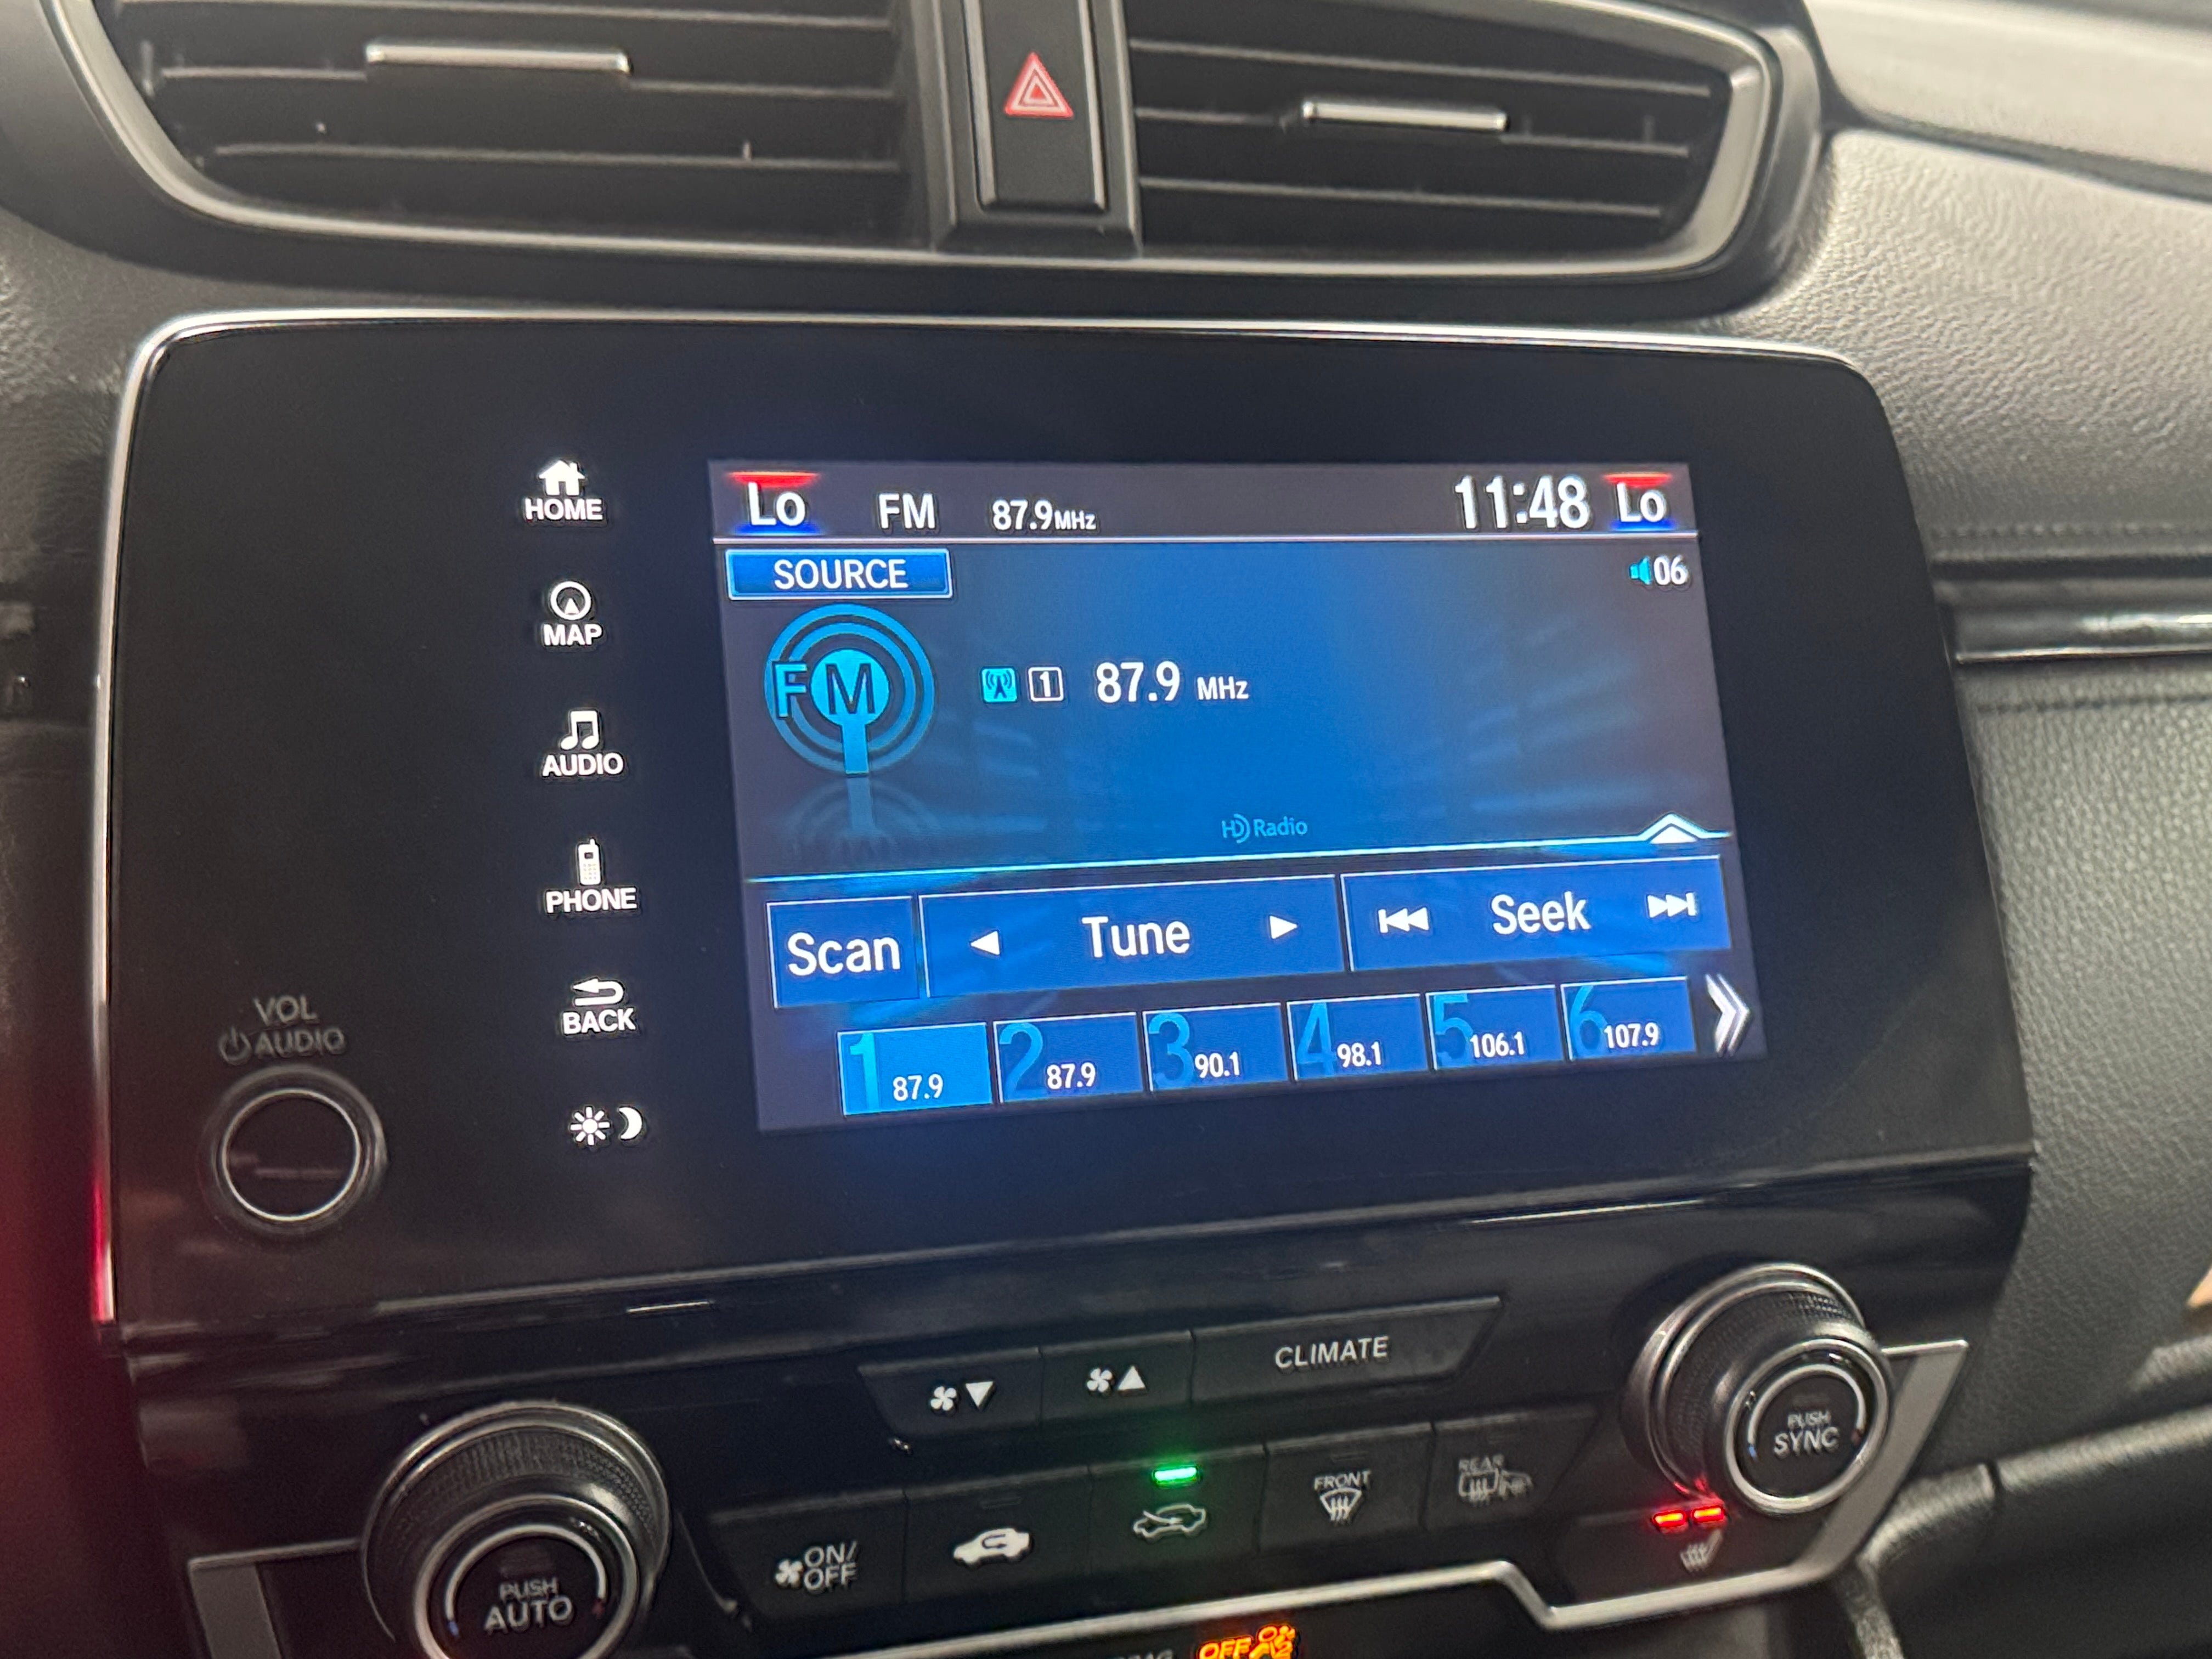 HOME
MAP
AUDIO
PHONE
BACK
VOL
AUDIO
Lo FM 87.9MHz 11:48 Lo
SOURCE 06
FM 1 87.9 MHz
HD Radio
Scan Tune Seek
1 87.9 2 87.9 3 90.1 4 98.1 5 106.1 6 107.9
CLIMATE
PUSH
SYNC
FRONT
REAR
ON/
OFF
PUSH
AUTO
OFF